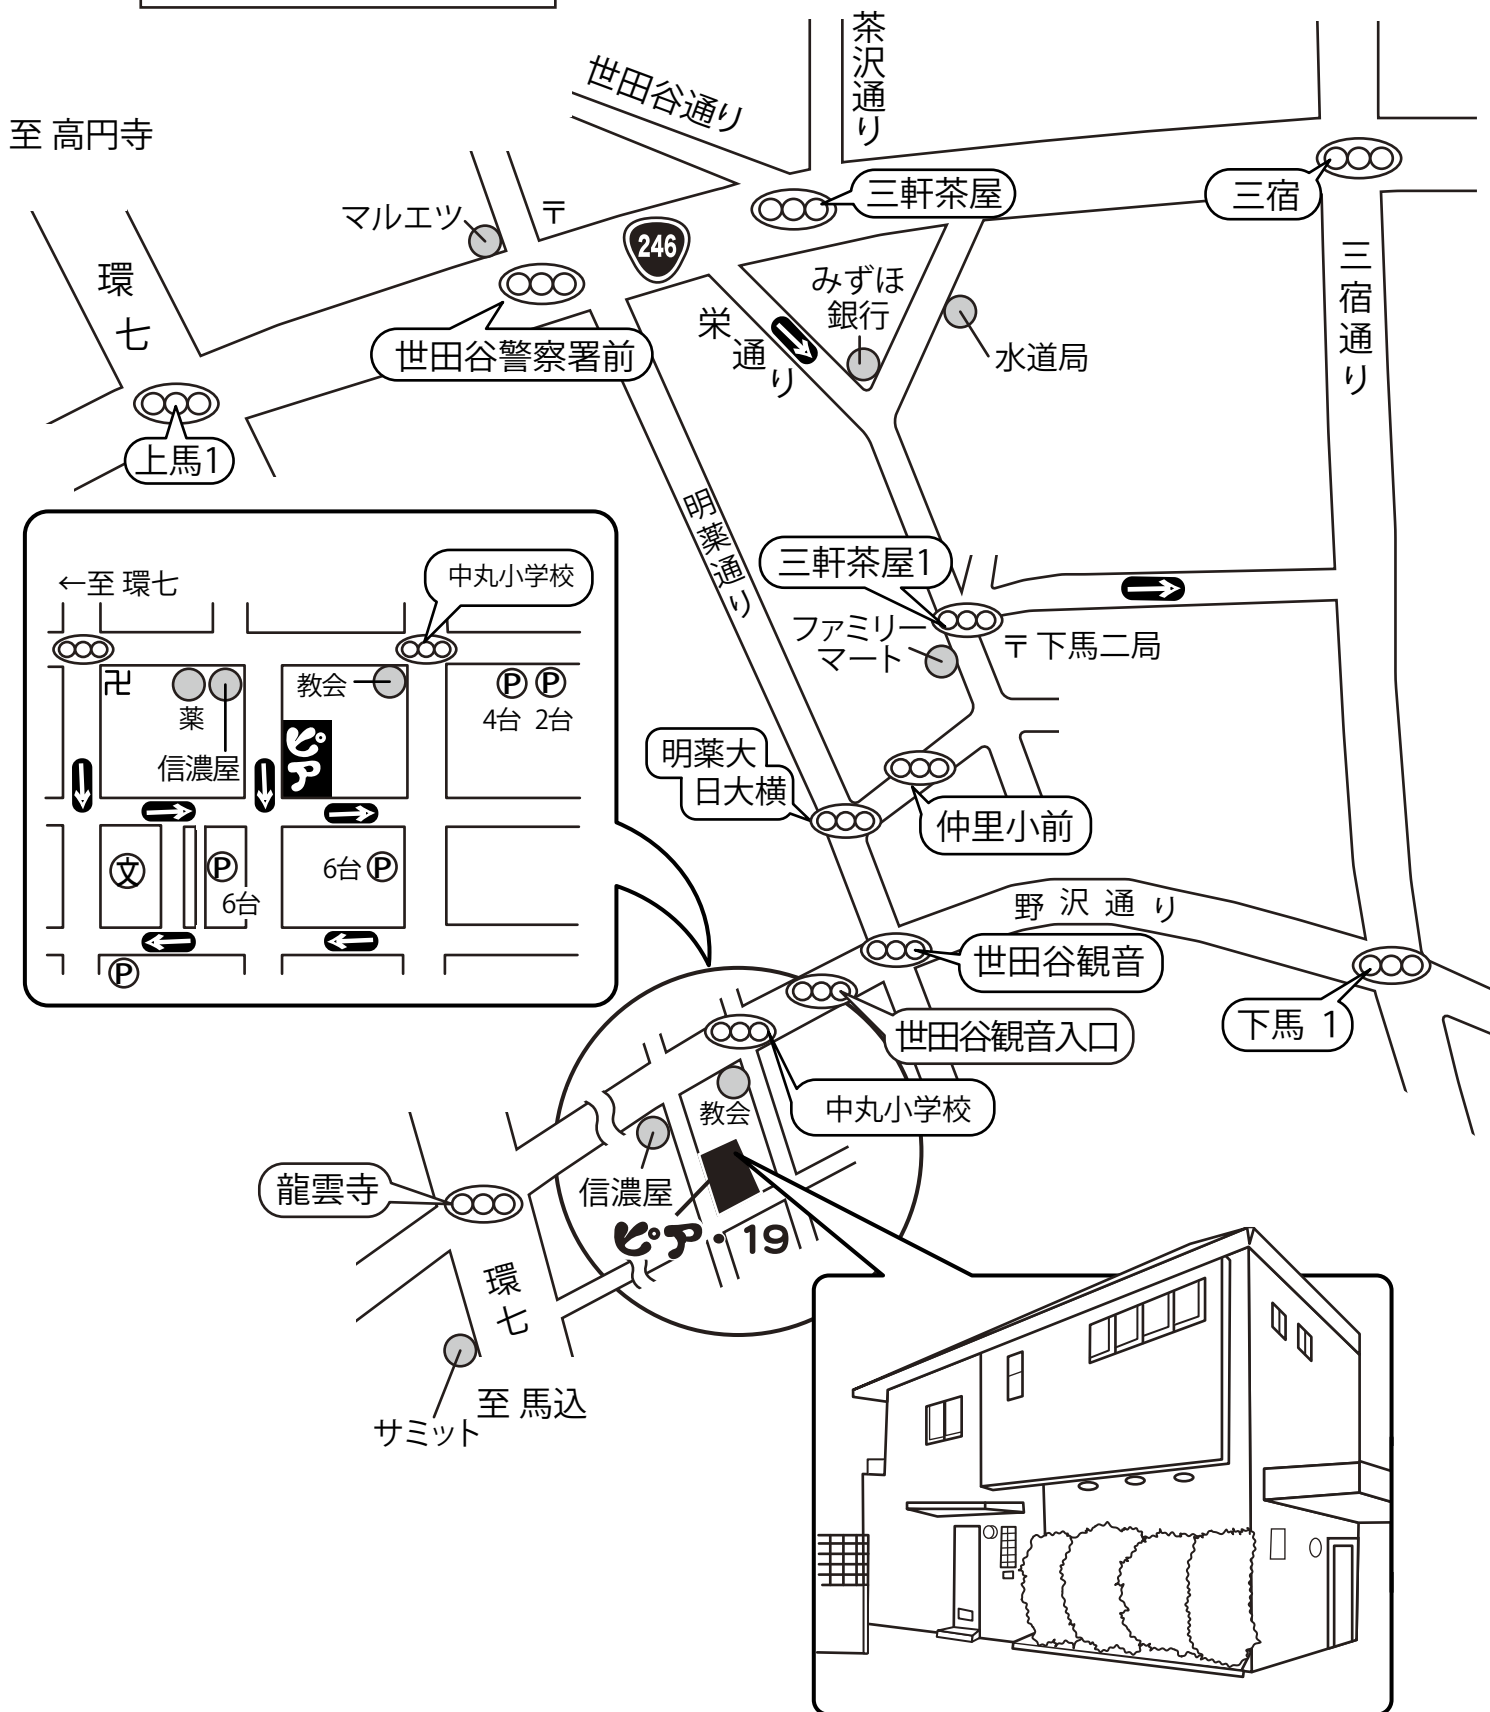 茶沢通り
世田谷通り
至 高円寺
三軒茶屋
三宿
マルエツ
〒
246
環七
みずほ
銀行
三宿通り
栄通り
世田谷警察署前
水道局
上馬1
明薬通り
三軒茶屋1
←至 環七
中丸小学校
ファミリー
マート
〒下馬二局
卍
教会
P
P
薬
4台
2台
ピア
信濃屋
明薬大
日大横
仲里小前
文
P
6台
P
6台
野沢通り
世田谷観音
P
世田谷観音入口
下馬 1
教会
中丸小学校
龍雲寺
信濃屋
ピア・19
環七
至 馬込
サミット